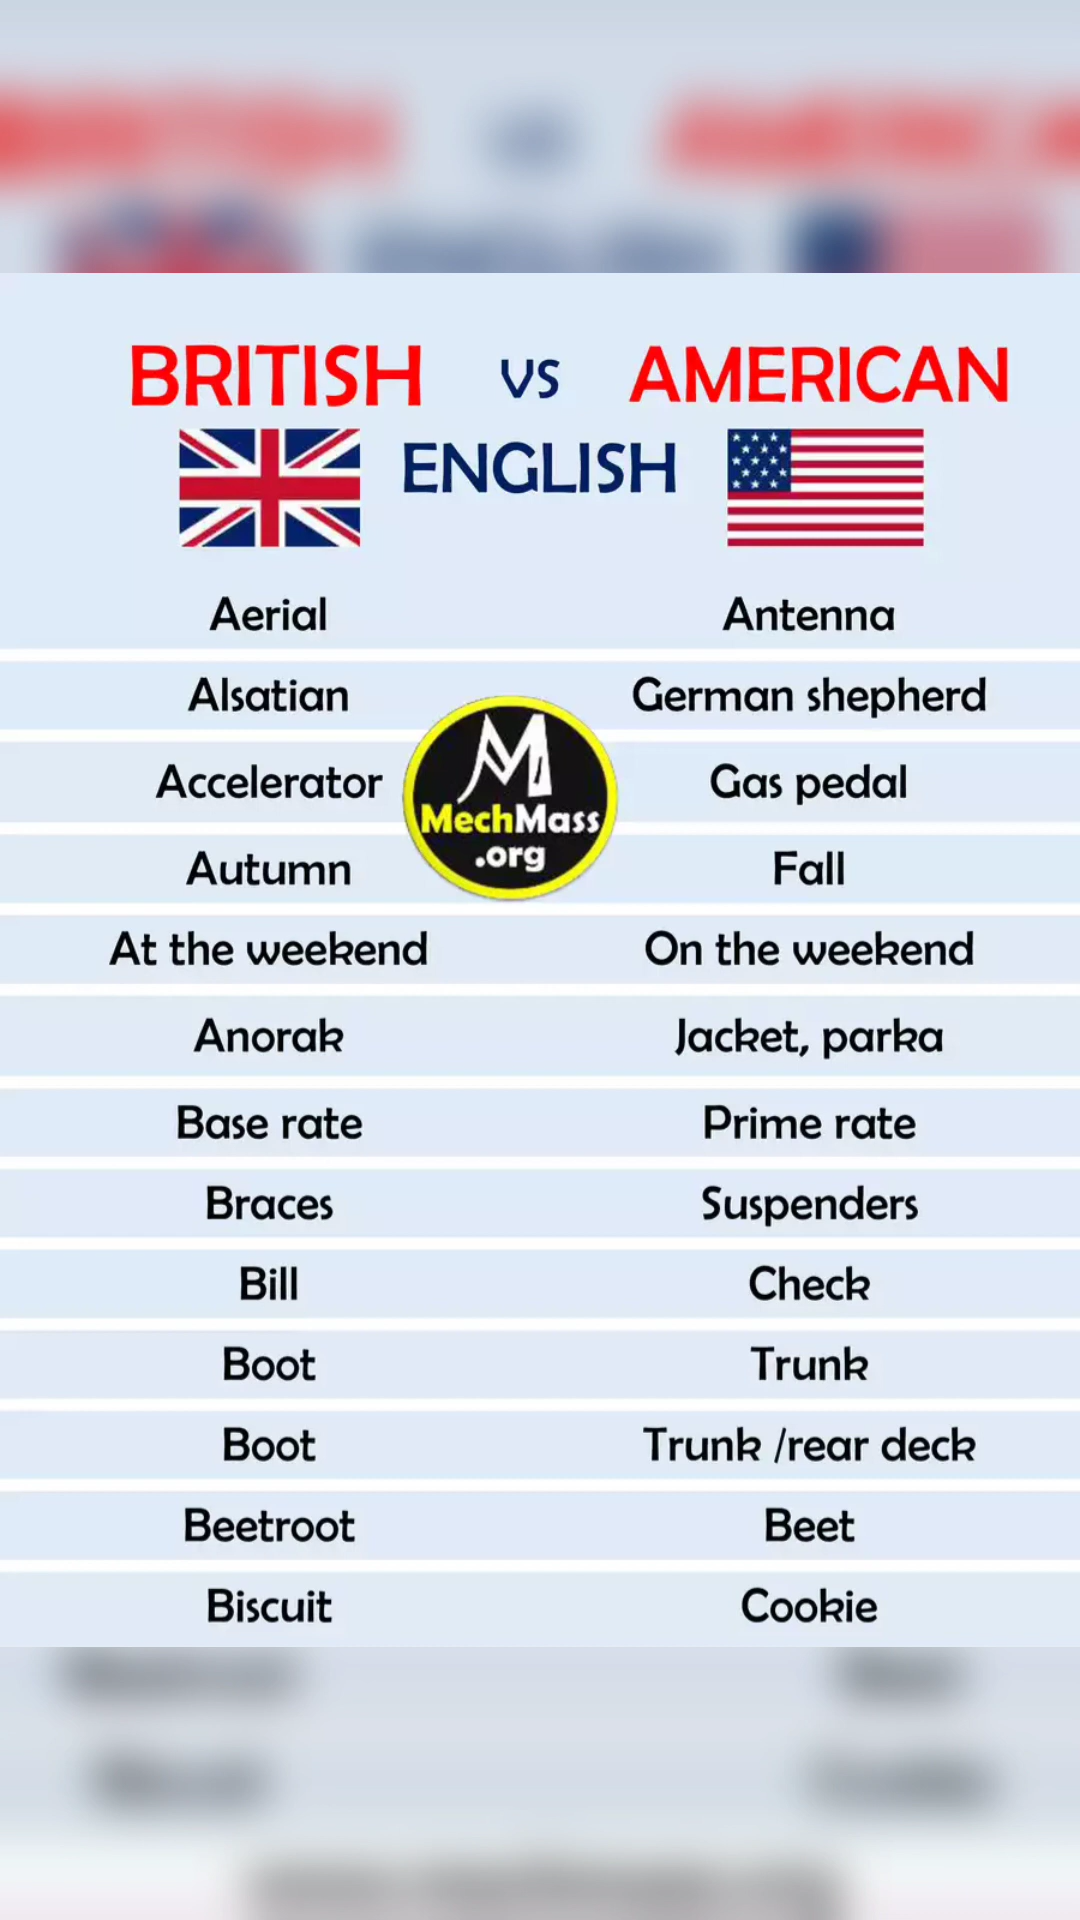 BRITISH vs AMERICAN
ENGLISH
Aerial Antenna
Alsatian German shepherd
Accelerator Gas pedal
MechMass
.org
Autumn Fall
At the weekend On the weekend
Anorak Jacket, parka
Base rate Prime rate
Braces Suspenders
Bill Check
Boot Trunk
Boot Trunk /rear deck
Beetroot Beet
Biscuit Cookie